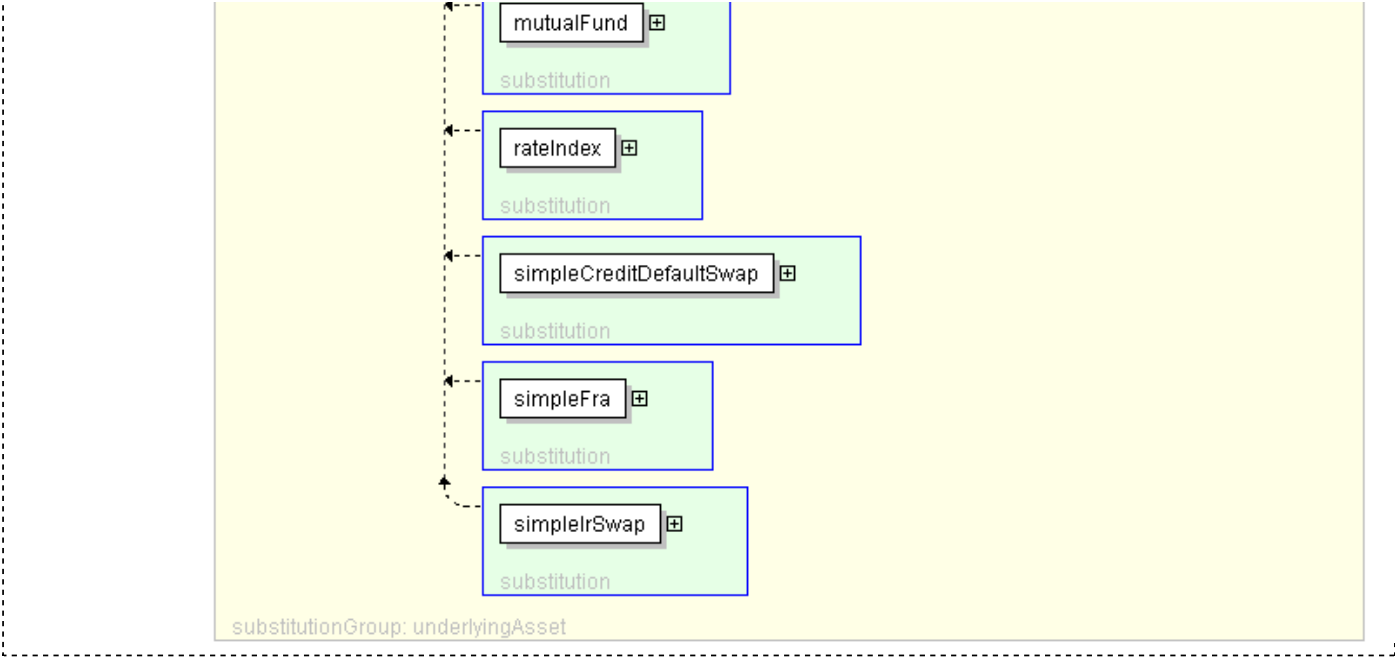 mutualFund
substitution
rateIndex
substitution
simpleCreditDefaultSwap
substitution
simpleFra
substitution
simpleIrSwap
substitution
substitutionGroup: underlyingAsset